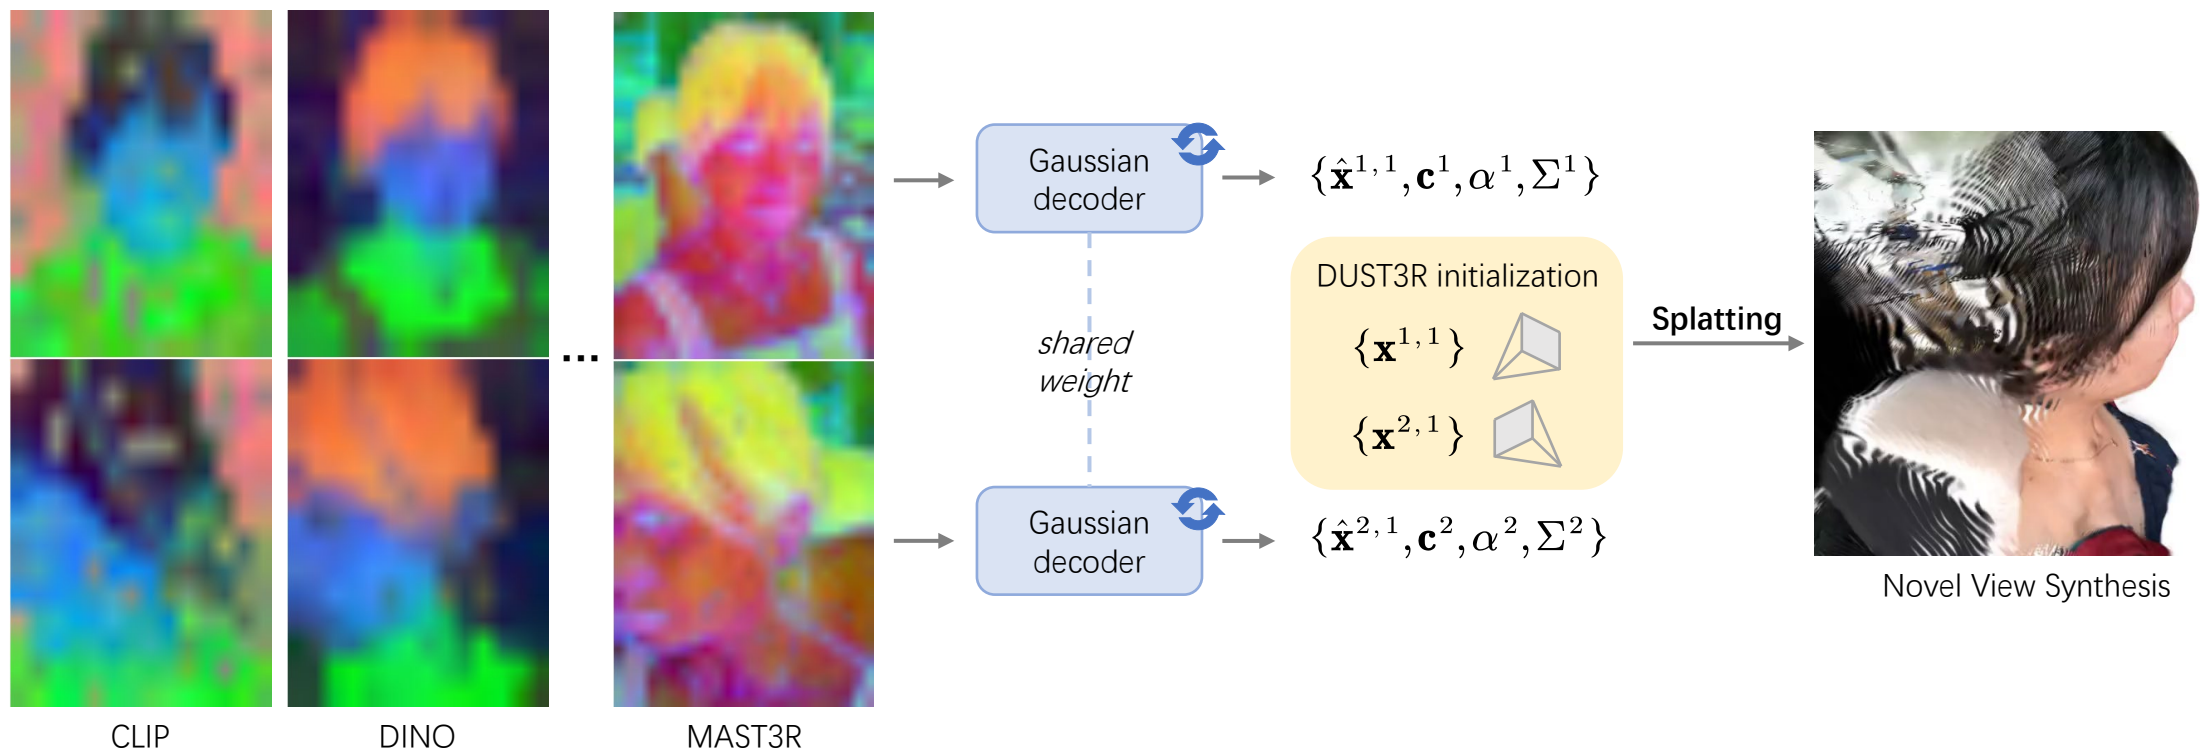 CLIP
DINO
...
MAST3R
Gaussian
decoder
shared
weight
Gaussian
decoder
{x̂^{1,1}, c^1, α^1, Σ^1}
DUST3R initialization
{x^{1,1}}
{x^{2,1}}
{x̂^{2,1}, c^2, α^2, Σ^2}
Splatting
Novel View Synthesis